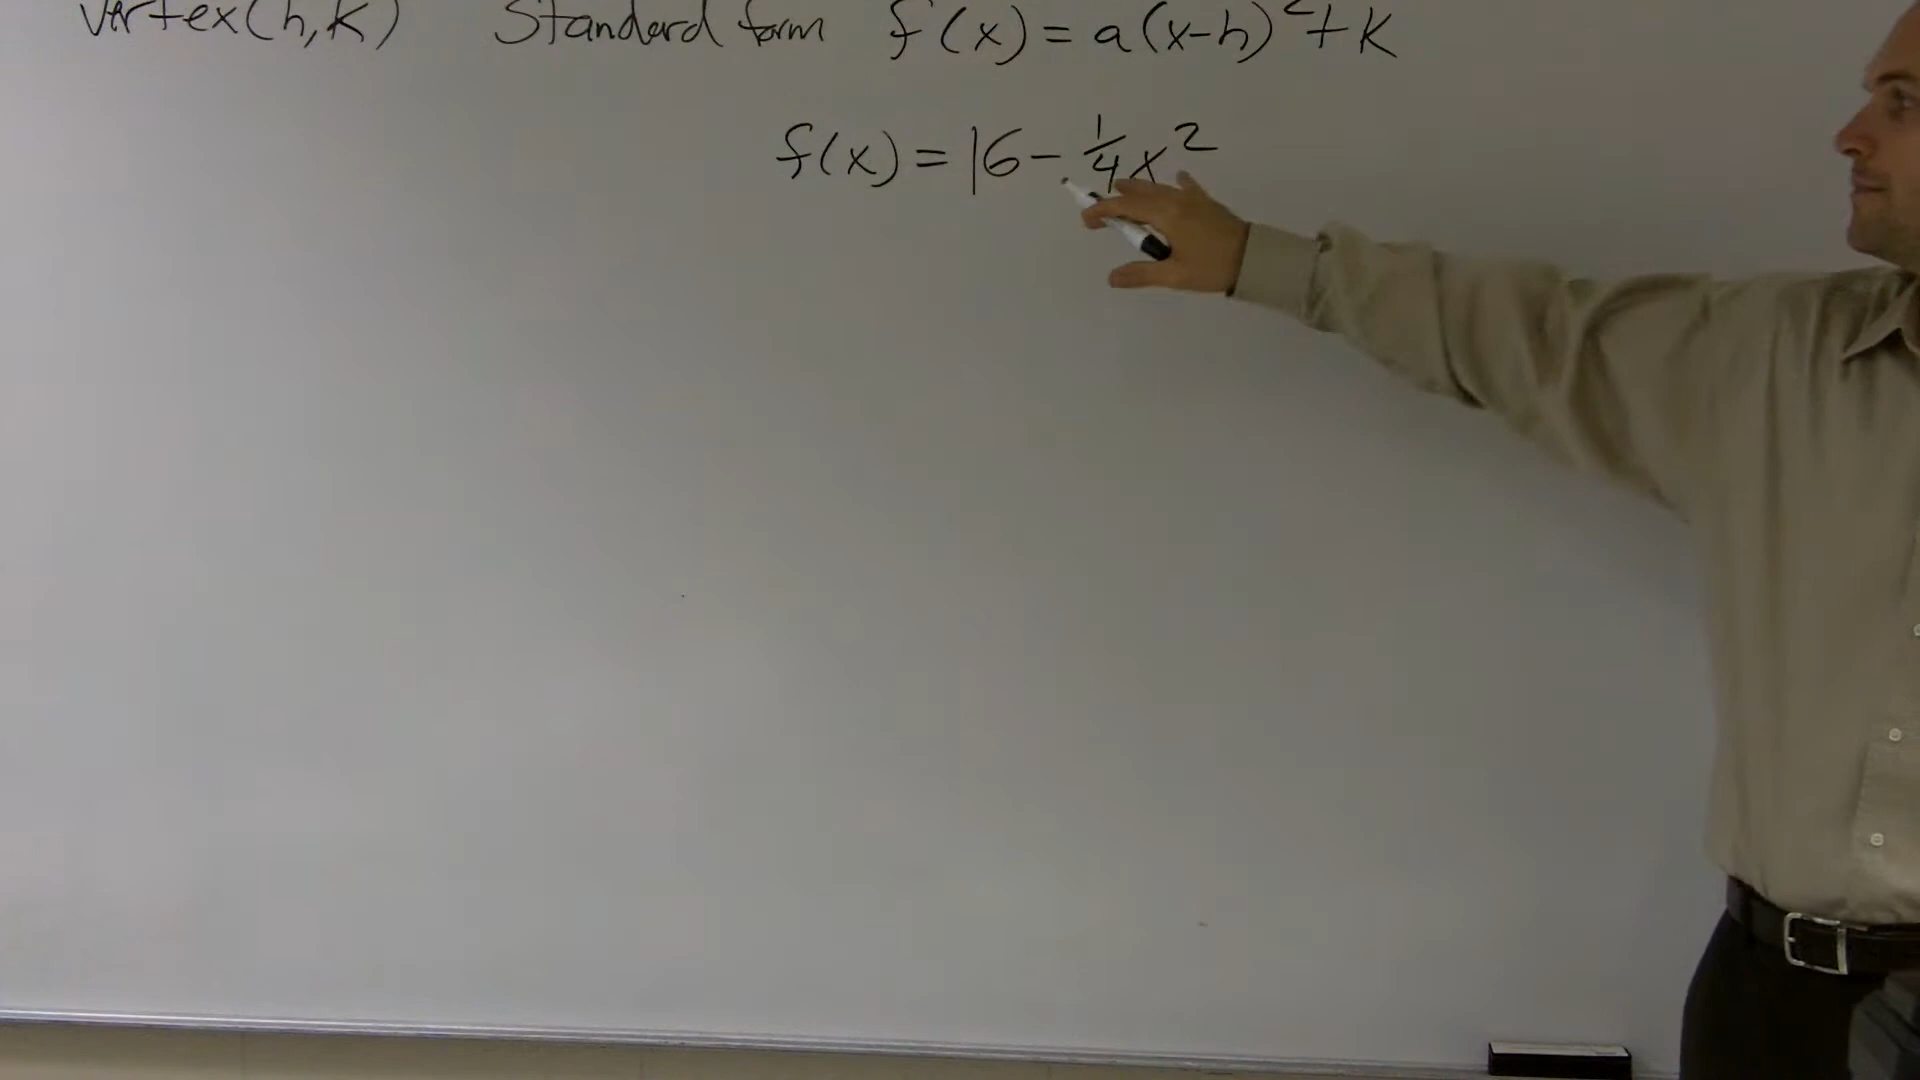 Vertex(h,k) Standard form f(x)=a(x-h)²+k
f(x)=16-¼x²